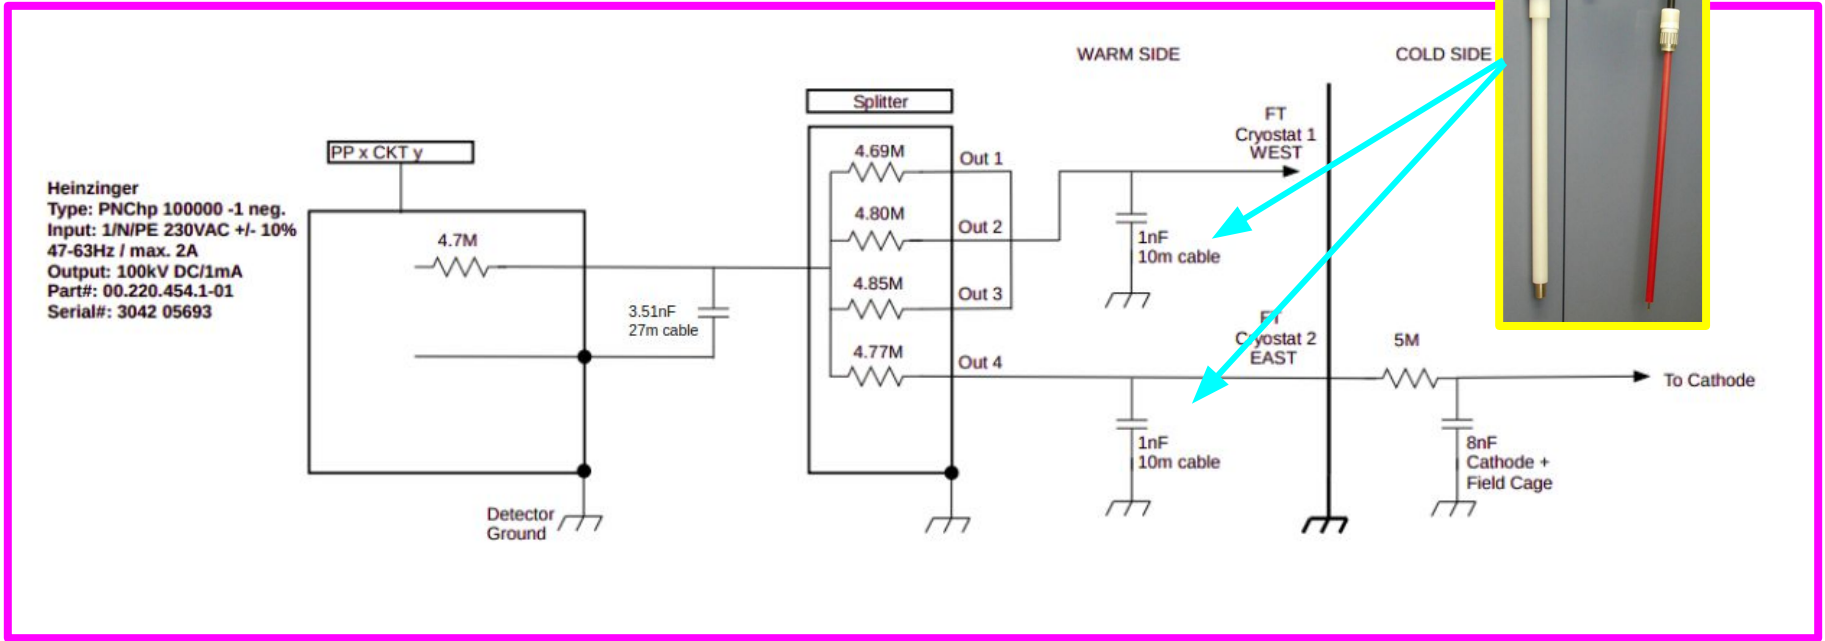 WARM SIDE
COLD SIDE
Splitter
PP x CKT y
Heinzinger
Type: PNChp 100000 -1 neg.
Input: 1/N/PE 230VAC +/- 10%
47-63Hz / max. 2A
Output: 100kV DC/1mA
Part#: 00.220.454.1-01
Serial#: 3042 05693
4.7M
3.51nF
27m cable
Detector
Ground
4.69M
4.80M
4.85M
4.77M
Out 1
Out 2
Out 3
Out 4
FT
Cryostat 1
WEST
1nF
10m cable
FT
Cryostat 2
EAST
1nF
10m cable
5M
To Cathode
8nF
Cathode +
Field Cage